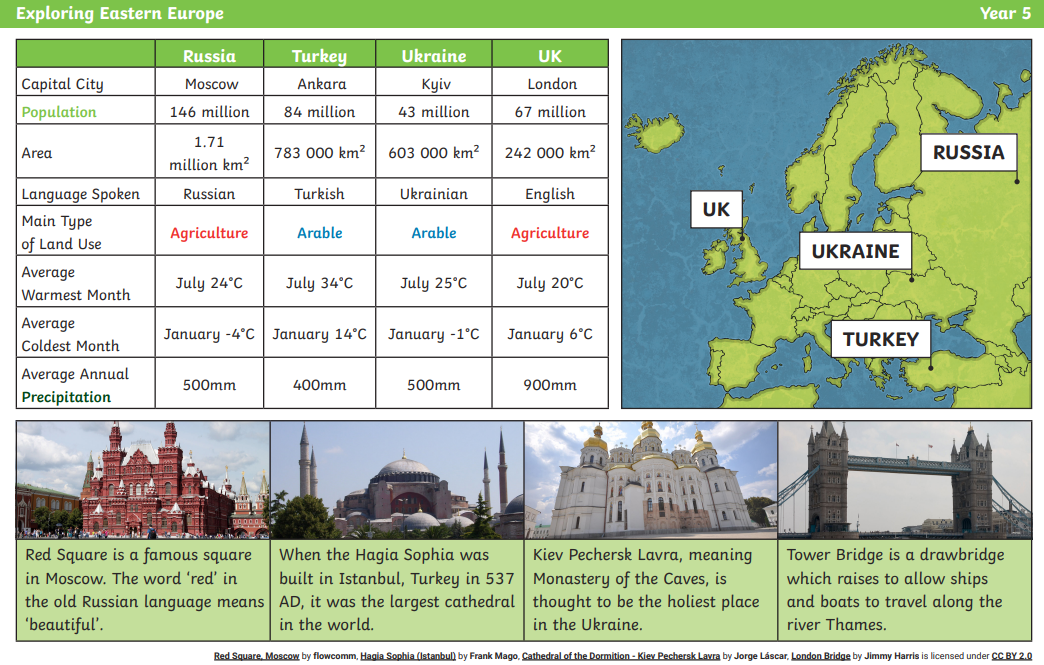 Exploring Eastern Europe Year 5
Russia Turkey Ukraine UK
Capital City Moscow Ankara Kyiv London
Population 146 million 84 million 43 million 67 million
Area 1.71 million km² 783 000 km² 603 000 km² 242 000 km²
Language Spoken Russian Turkish Ukrainian English
Main Type
of Land Use Agriculture Arable Arable Agriculture
Average
Warmest Month July 24°C July 34°C July 25°C July 20°C
Average
Coldest Month January -4°C January 14°C January -1°C January 6°C
Average Annual
Precipitation 500mm 400mm 500mm 900mm
RUSSIA
UK
UKRAINE
TURKEY
Red Square is a famous square
in Moscow. The word ‘red’ in
the old Russian language means
‘beautiful’.
When the Hagia Sophia was
built in Istanbul, Turkey in 537
AD, it was the largest cathedral
in the world.
Kiev Pechersk Lavra, meaning
Monastery of the Caves, is
thought to be the holiest place
in the Ukraine.
Tower Bridge is a drawbridge
which raises to allow ships
and boats to travel along the
river Thames.
Red Square, Moscow by flowcomm, Hagia Sophia (Istanbul) by Frank Mago, Cathedral of the Dormition - Kiev Pechersk Lavra by Jorge Láscar, London Bridge by Jimmy Harris is licensed under CC BY 2.0